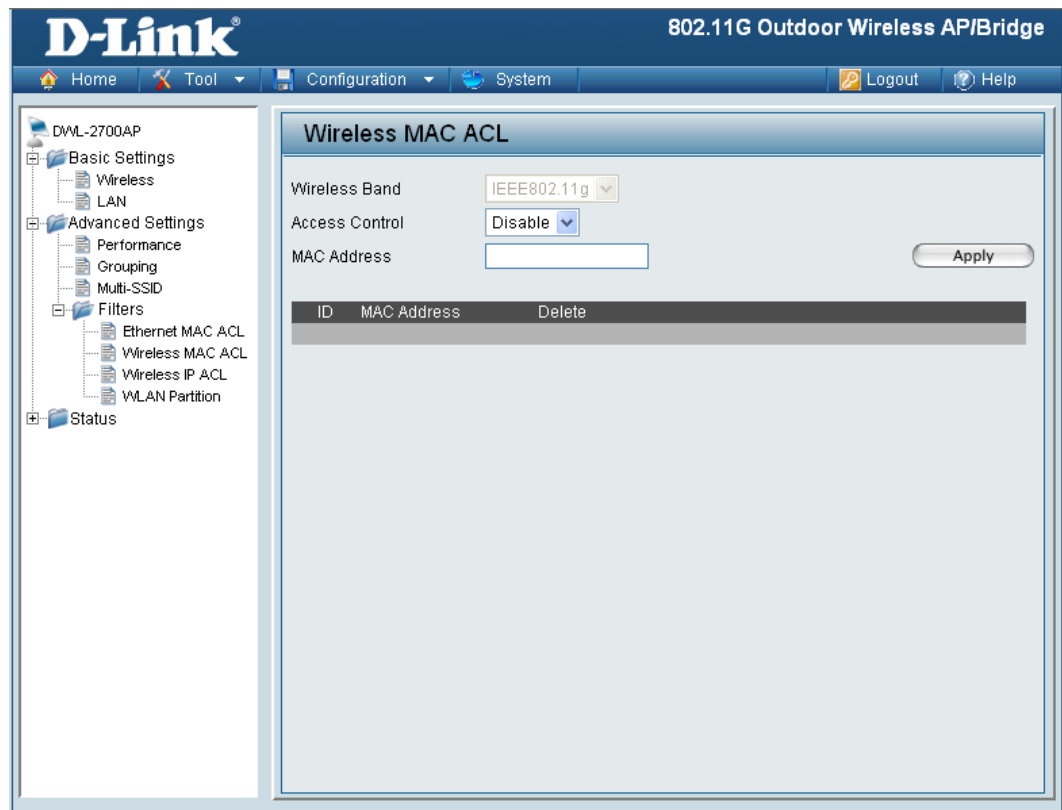 D-Link®
802.11G Outdoor Wireless AP/Bridge
Home Tool Configuration System Logout Help
DWL-2700AP
Basic Settings
Wireless
LAN
Advanced Settings
Performance
Grouping
Multi-SSID
Filters
Ethernet MAC ACL
Wireless MAC ACL
Wireless IP ACL
WLAN Partition
Status
Wireless MAC ACL
Wireless Band IEEE802.11g
Access Control Disable
MAC Address Apply
ID MAC Address Delete